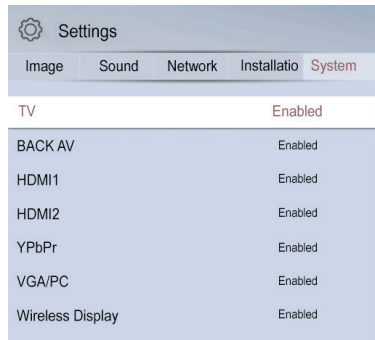 Settings
Image Sound Network Installatio System
TV Enabled
BACK AV Enabled
HDMI1 Enabled
HDMI2 Enabled
YPbPr Enabled
VGA/PC Enabled
Wireless Display Enabled